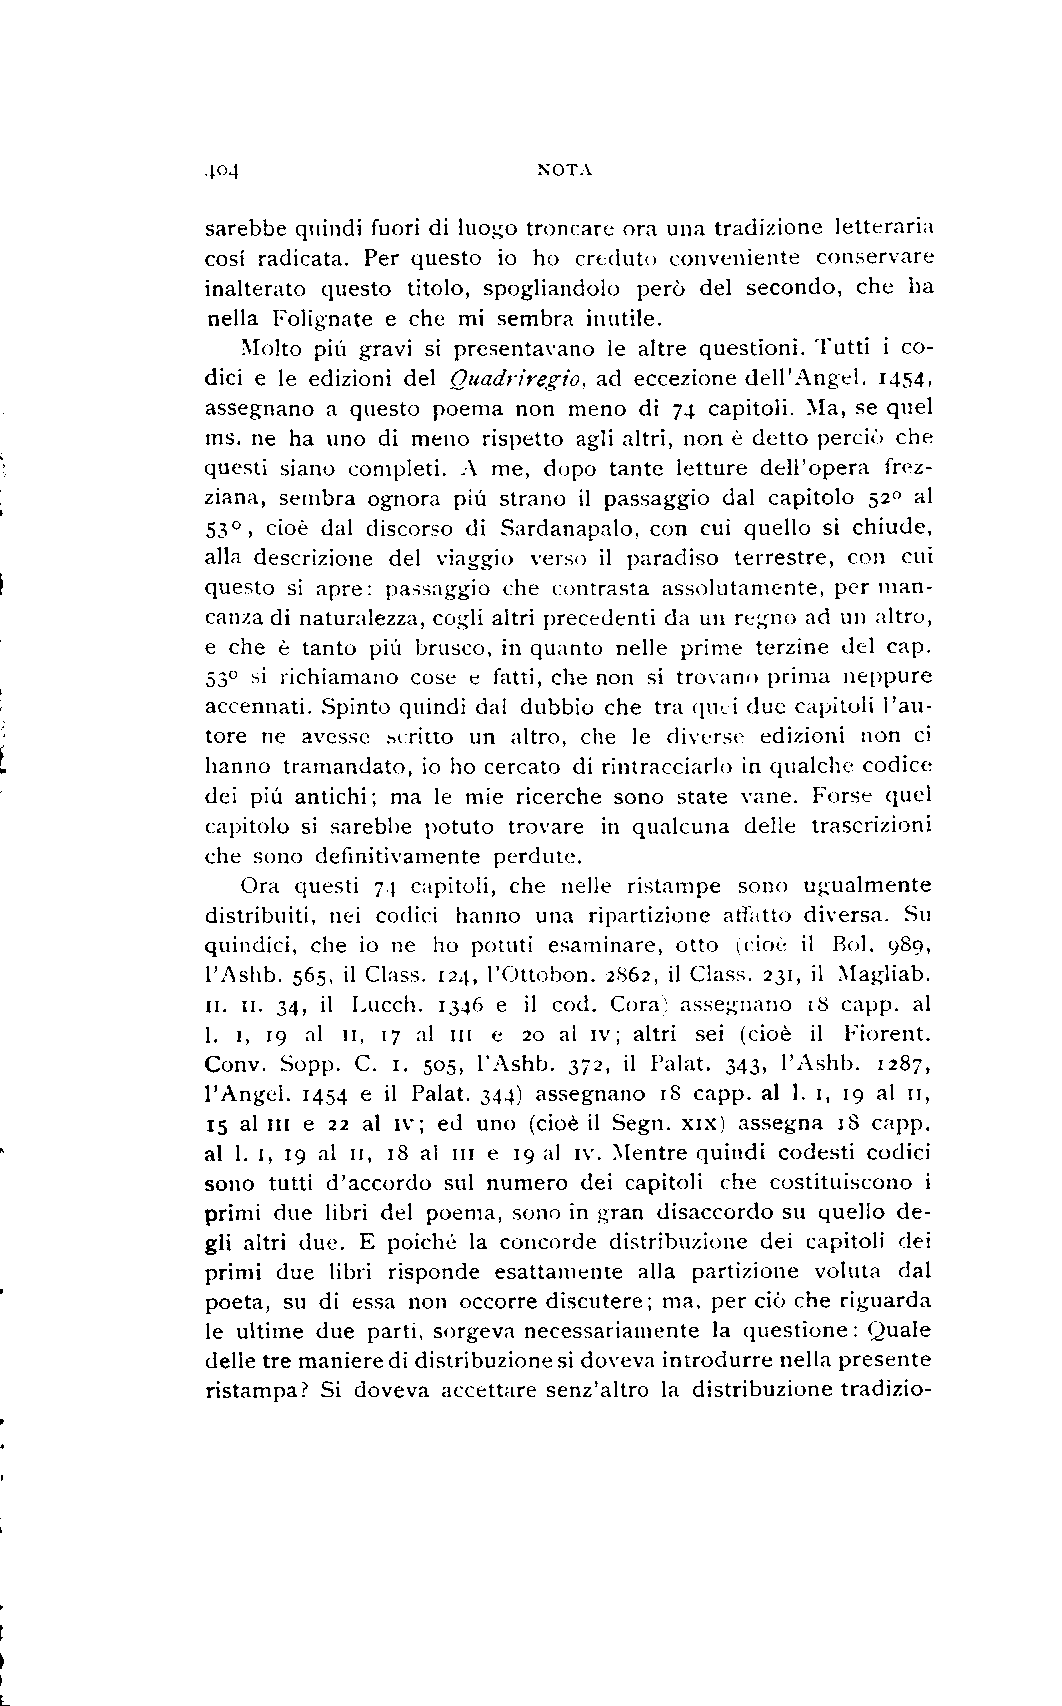 404 NOTA
sarebbe quindi fuori di luogo troncare ora una tradizione letteraria
cosí radicata. Per questo io ho creduto conveniente conservare
inalterato questo titolo, spogliandolo però del secondo, che ha
nella Folignate e che mi sembra inutile.
Molto piú gravi si presentavano le altre questioni. Tutti i co-
dici e le edizioni del Quadriregio, ad eccezione dell'Angel. 1454,
assegnano a questo poema non meno di 74 capitoli. Ma, se quel
ms. ne ha uno di meno rispetto agli altri, non è detto perciò che
questi siano completi. A me, dopo tante letture dell'opera frez-
ziana, sembra ognora piú strano il passaggio dal capitolo 52º al
53º, cioè dal discorso di Sardanapalo, con cui quello si chiude,
alla descrizione del viaggio verso il paradiso terrestre, con cui
questo si apre: passaggio che contrasta assolutamente, per man-
canza di naturalezza, cogli altri precedenti da un regno ad un altro,
e che è tanto piú brusco, in quanto nelle prime terzine del cap.
53º si richiamano cose e fatti, che non si trovano prima neppure
accennati. Spinto quindi dal dubbio che tra quei due capitoli l'au-
tore ne avesse scritto un altro, che le diverse edizioni non ci
hanno tramandato, io ho cercato di rintracciarlo in qualche codice
dei piú antichi; ma le mie ricerche sono state vane. Forse quel
capitolo si sarebbe potuto trovare in qualcuna delle trascrizioni
che sono definitivamente perdute.
Ora questi 74 capitoli, che nelle ristampe sono ugualmente
distribuiti, nei codici hanno una ripartizione affatto diversa. Su
quindici, che io ne ho potuti esaminare, otto (cioè il Bol. 989,
l'Ashb. 565, il Class. 124, l'Ottobon. 2862, il Class. 231, il Magliab.
II. II. 34, il Lucch. 1346 e il cod. Cora) assegnano 18 capp. al
l. I, 19 al II, 17 al III e 20 al IV; altri sei (cioè il Fiorent.
Conv. Sopp. C. I. 505, l'Ashb. 372, il Palat. 343, l'Ashb. 1287,
l'Angel. 1454 e il Palat. 344) assegnano 18 capp. al l. I, 19 al II,
15 al III e 22 al IV; ed uno (cioè il Segn. XIX) assegna 18 capp.
al l. I, 19 al II, 18 al III e 19 al IV. Mentre quindi codesti codici
sono tutti d'accordo sul numero dei capitoli che costituiscono i
primi due libri del poema, sono in gran disaccordo su quello de-
gli altri due. E poiché la concorde distribuzione dei capitoli dei
primi due libri risponde esattamente alla partizione voluta dal
poeta, su di essa non occorre discutere; ma, per ciò che riguarda
le ultime due parti, sorgeva necessariamente la questione: Quale
delle tre maniere di distribuzione si doveva introdurre nella presente
ristampa? Si doveva accettare senz'altro la distribuzione tradizio-